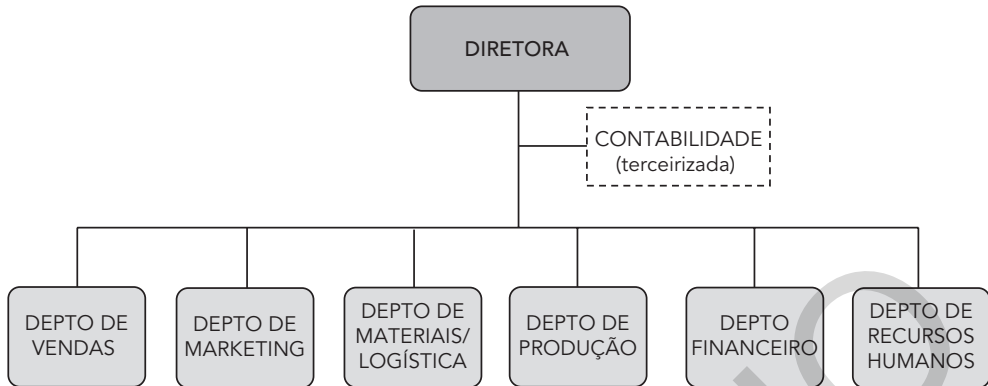 DIRETORA
CONTABILIDADE
(terceirizada)
DEPTO DE
VENDAS
DEPTO DE
MARKETING
DEPTO DE
MATERIAIS/
LOGÍSTICA
DEPTO DE
PRODUÇÃO
DEPTO
FINANCEIRO
DEPTO DE
RECURSOS
HUMANOS